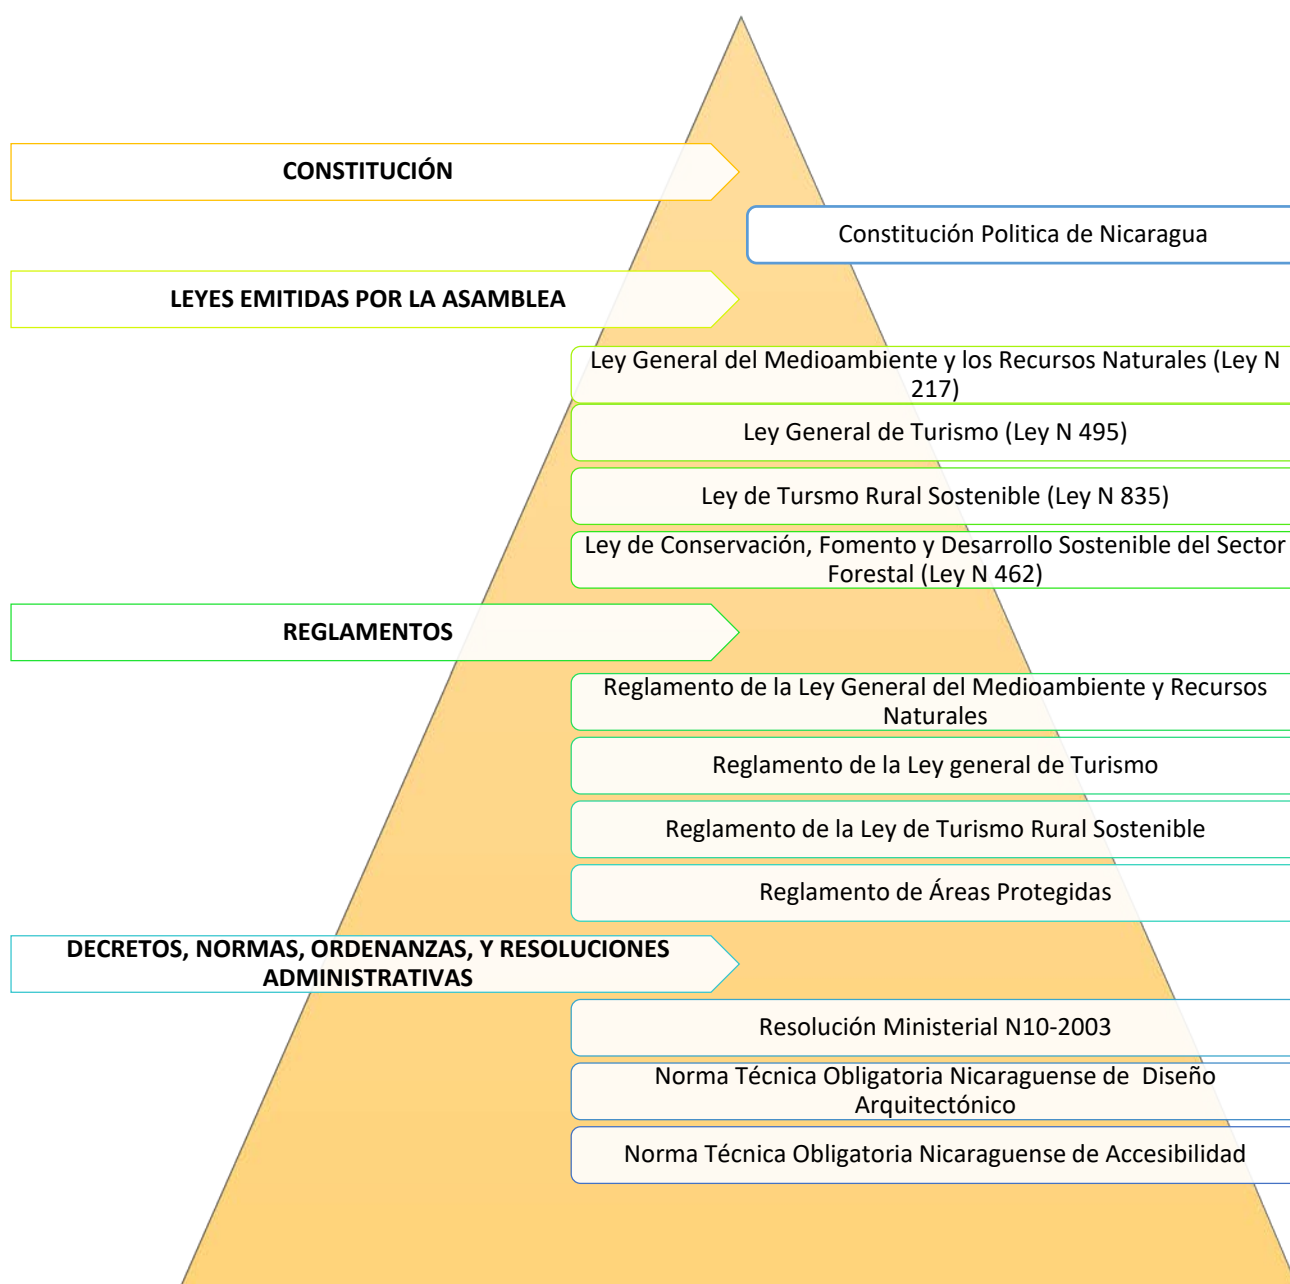 CONSTITUCIÓN
Constitución Politica de Nicaragua
LEYES EMITIDAS POR LA ASAMBLEA
Ley General del Medioambiente y los Recursos Naturales (Ley N
217)
Ley General de Turismo (Ley N 495)
Ley de Tursmo Rural Sostenible (Ley N 835)
Ley de Conservación, Fomento y Desarrollo Sostenible del Sector
Forestal (Ley N 462)
REGLAMENTOS
Reglamento de la Ley General del Medioambiente y Recursos
Naturales
Reglamento de la Ley general de Turismo
Reglamento de la Ley de Turismo Rural Sostenible
Reglamento de Áreas Protegidas
DECRETOS, NORMAS, ORDENANZAS, Y RESOLUCIONES
ADMINISTRATIVAS
Resolución Ministerial N10-2003
Norma Técnica Obligatoria Nicaraguense de Diseño
Arquitectónico
Norma Técnica Obligatoria Nicaraguense de Accesibilidad